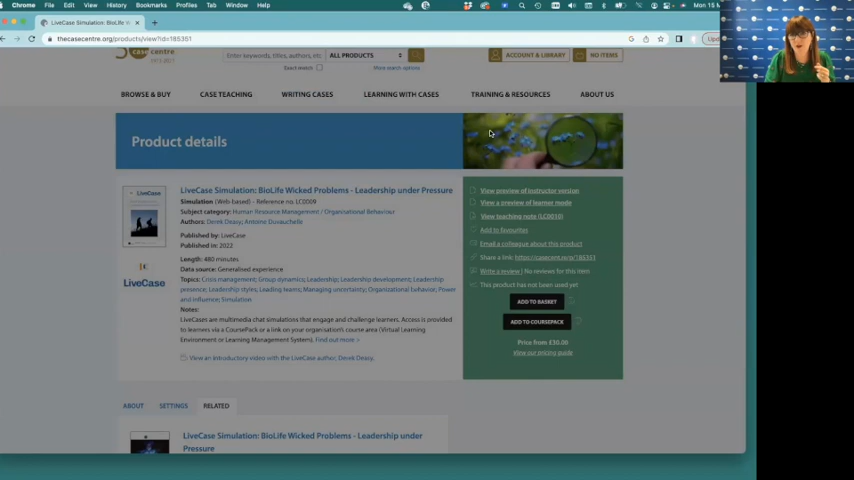 Chrome File Edit View History Bookmarks Profiles Tab Window Help
Mon 15 M
LiveCase Simulation: BioLife W
thecasecentre.org/products/view?id=185351
case centre
Enter keywords, titles, authors, etc
ALL PRODUCTS
ACCOUNT & LIBRARY
NO ITEMS
Exact match
More search options
BROWSE & BUY CASE TEACHING WRITING CASES LEARNING WITH CASES TRAINING & RESOURCES ABOUT US
Product details
LiveCase
LiveCase
LiveCase Simulation: BioLife Wicked Problems - Leadership under Pressure
Simulation (Web-based) - Reference no. LC0009
Subject category: Human Resource Management / Organisational Behaviour
Authors: Derek Deasy; Antoine Duvauchelle
Published by: LiveCase
Published in: 2022
Length: 480 minutes
Data source: Generalised experience
Topics: Crisis management; Group dynamics; Leadership; Leadership development; Leadership
presence; Leadership styles; Leading teams; Managing uncertainty; Organizational behavior; Power
and influence; Simulation
Notes:
LiveCases are multimedia chat simulations that engage and challenge learners. Access is provided
to learners via a CoursePack or a link on your organisation's course area (Virtual Learning
Environment or Learning Management System). Find out more >
View an introductory video with the LiveCase author: Derek Deasy.
View preview of instructor version
View a preview of learner mode
View teaching note (LC0010)
Add to favourites
Email a colleague about this product
Share a link: https://casecent.re/p/185351
Write a review | No reviews for this item
This product has not been used yet
ADD TO BASKET
ADD TO COURSEPACK
Price from £30.00
View our pricing guide
ABOUT SETTINGS RELATED
LiveCase Simulation: BioLife Wicked Problems - Leadership under
Pressure